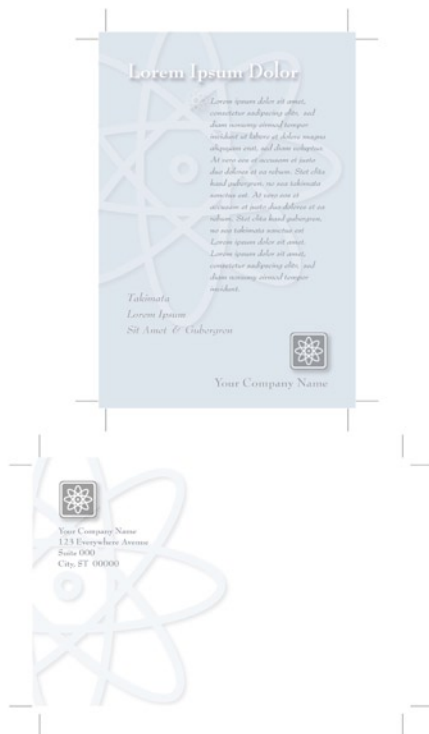 Lorem Ipsum Dolor
Lorem ipsum dolor sit amet,
consetetur sadipscing elitr, sed
diam nonumy eirmod tempor
invidunt ut labore et dolore magna
aliquyam erat, sed diam voluptua.
At vero eos et accusam et justo
duo dolores et ea rebum. Stet clita
kasd gubergren, no sea takimata
sanctus est. At vero eos et
accusam et justo duo dolores et ea
rebum. Stet clita kasd gubergren,
no sea takimata sanctus est
Lorem ipsum dolor sit amet.
Lorem ipsum dolor sit amet,
consetetur sadipscing elitr, sed
diam nonumy eirmod tempor
invidunt.
Takimata
Lorem Ipsum
Sit Amet & Gubergren
Your Company Name
Your Company Name
123 Everywhere Avenue
Suite 000
City, ST 00000